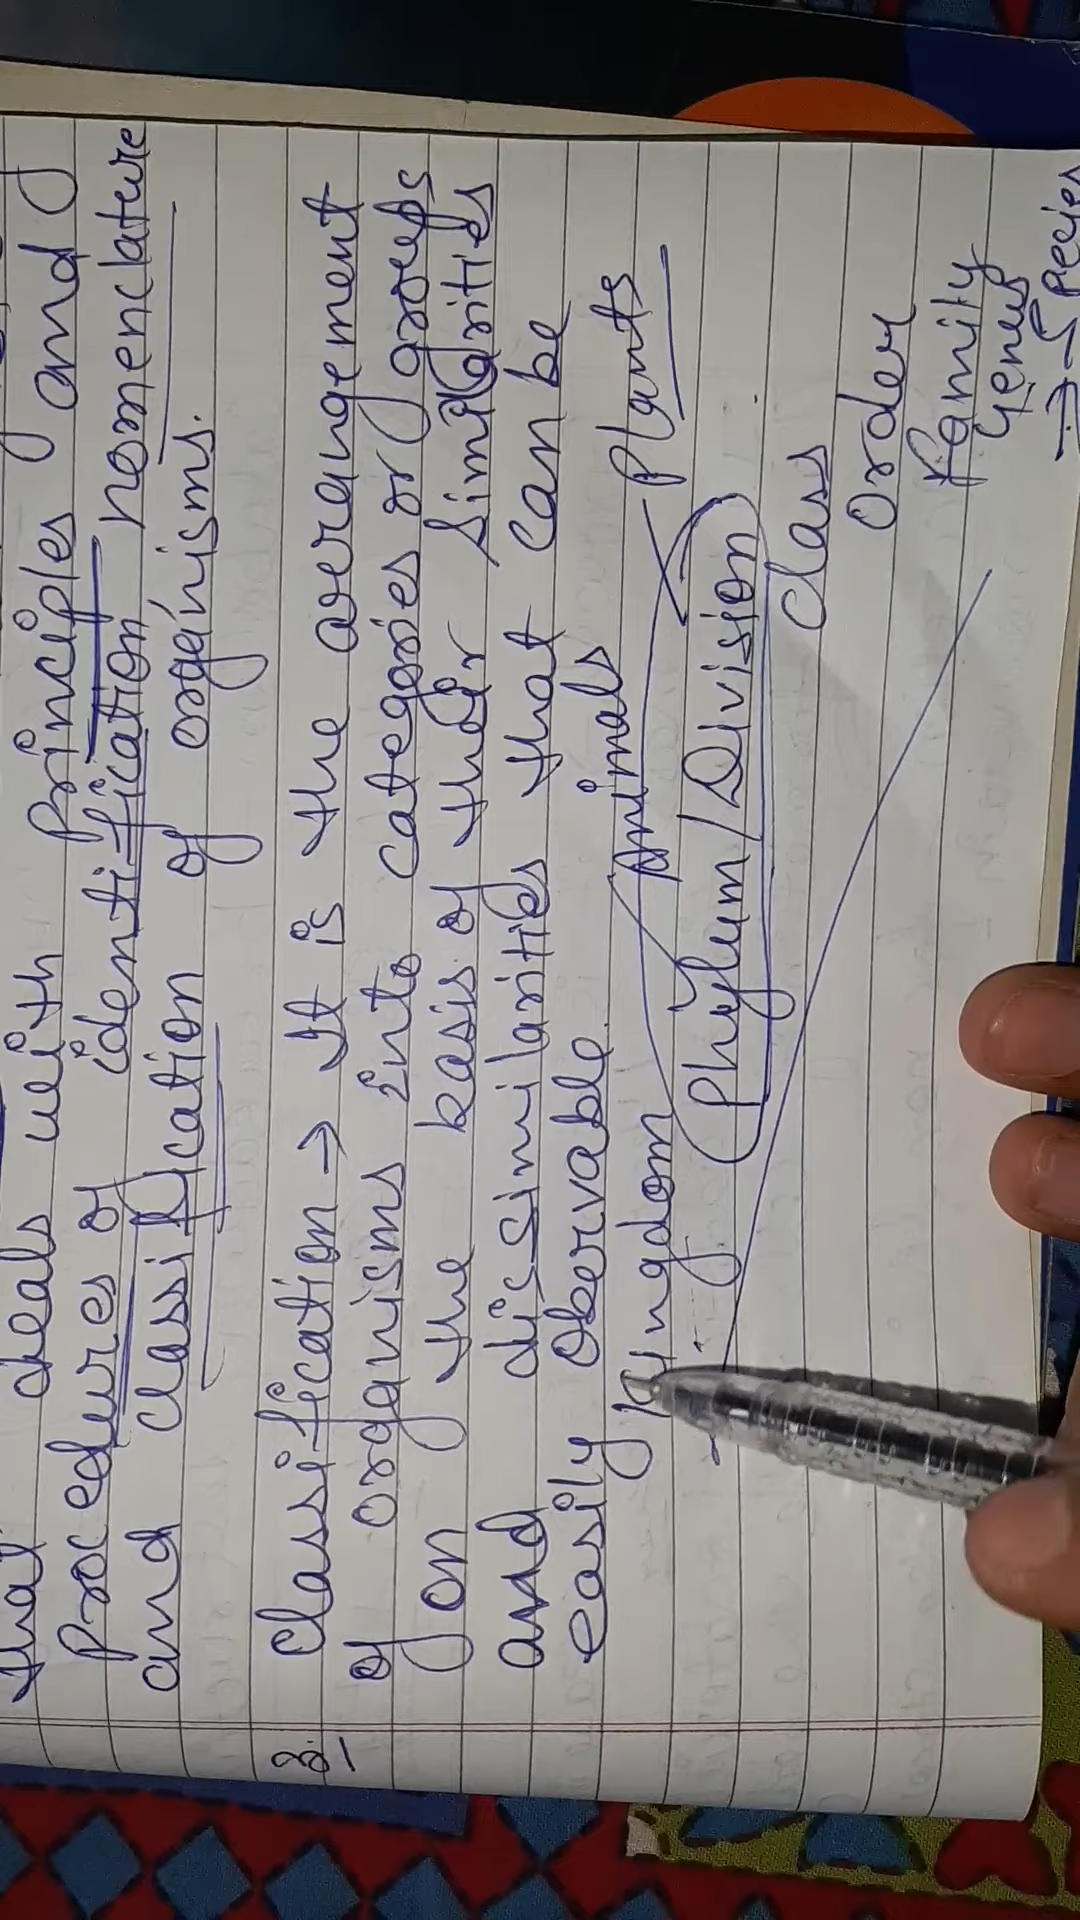 that deals with principles and
procedures of identification nomenclature
and classification of organisms.
3. Classification → It is the arrangement
of organisms into categories or groups
on the basis of their similarities
and dissimilarities that can be
easily observable
Kingdom Animals Plants
Phylum/Division
Class
Order
Family
Genus
→ Species